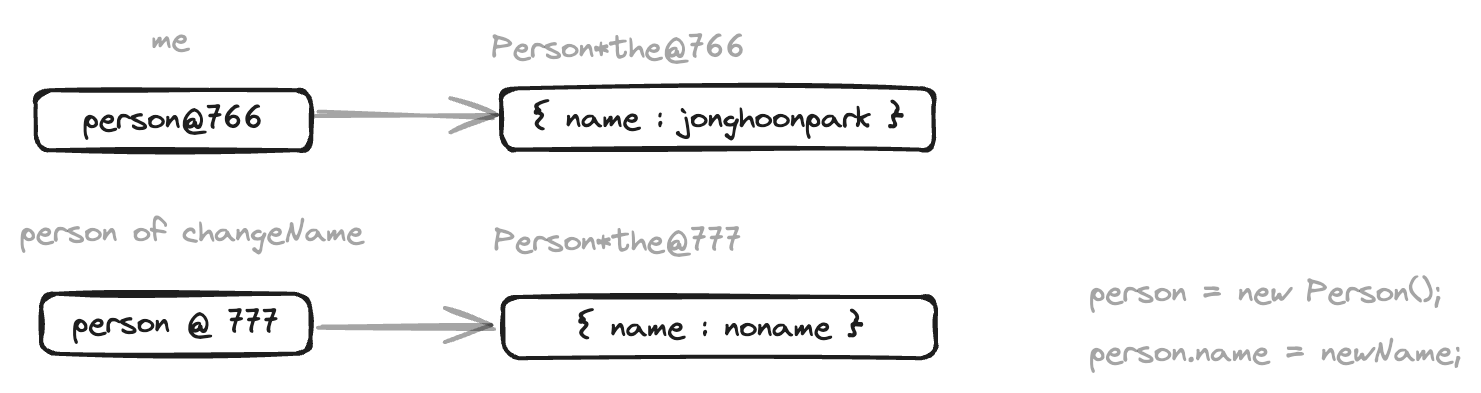 me
Person*the@766
person@766
{ name : jonghoonpark }
person of changeName
Person*the@777
person @ 777
{ name : noname }
person = new Person();
person.name = newName;